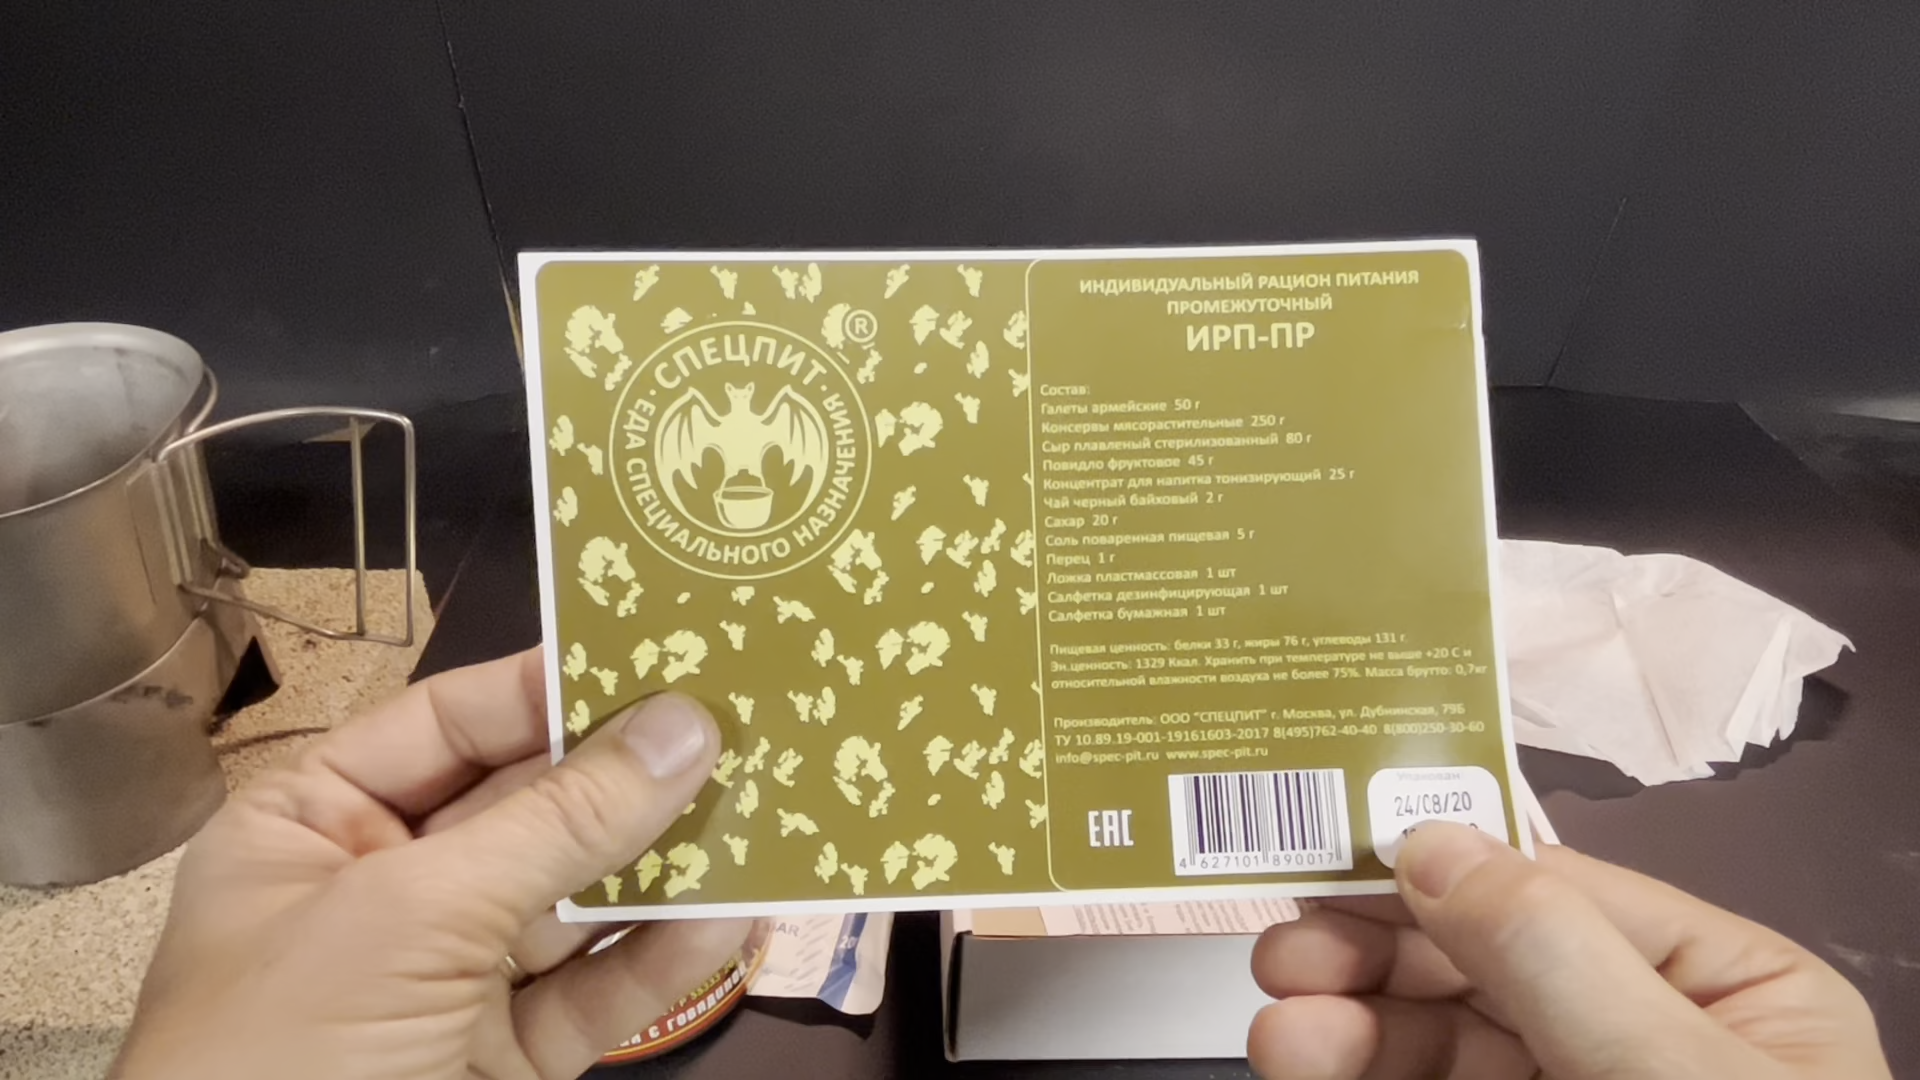 ®
СПЕЦПИТ
· ЕДА СПЕЦИАЛЬНОГО НАЗНАЧЕНИЯ ·
ИНДИВИДУАЛЬНЫЙ РАЦИОН ПИТАНИЯ
ПРОМЕЖУТОЧНЫЙ
ИРП-ПР
Состав:
Галеты армейские 50 г
Консервы мясорастительные 250 г
Сыр плавленый стерилизованный 80 г
Повидло фруктовое 45 г
Концентрат для напитка тонизирующий 25 г
Чай черный байховый 2 г
Сахар 20 г
Соль поваренная пищевая 5 г
Перец 1 г
Ложка пластмассовая 1 шт
Салфетка дезинфицирующая 1 шт
Салфетка бумажная 1 шт
Пищевая ценность: белки 33 г, жиры 76 г, углеводы 131 г.
Эн.ценность: 1329 Ккал. Хранить при температуре не выше +20 С и
относительной влажности воздуха не более 75%. Масса брутто: 0,7кг
Производитель: ООО "СПЕЦПИТ" г. Москва, ул. Дубнинская, 79Б
ТУ 10.89.19-001-19161603-2017 8(495)762-40-40 8(800)250-30-60
info@spec-pit.ru www.spec-pit.ru
Упакован:
24/08/20
ЕАС
4 627101 890017
20
С ГОВЯДИНОЙ